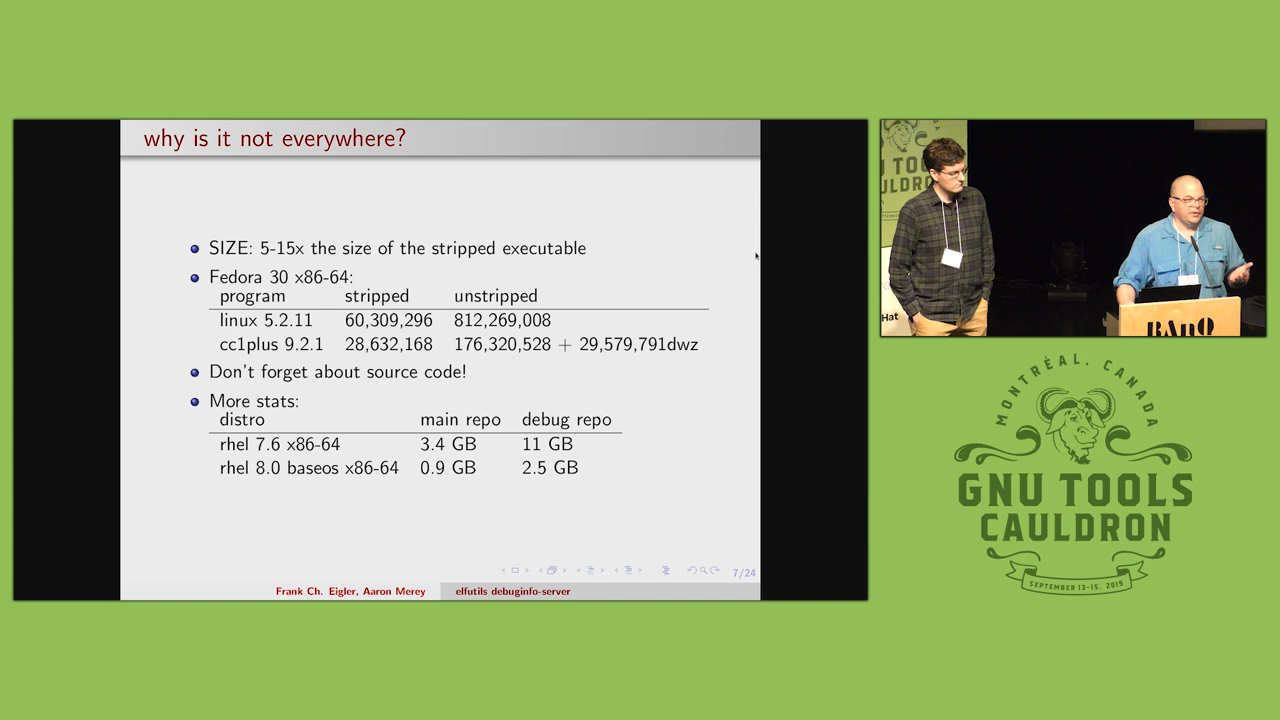 why is it not everywhere?
SIZE: 5-15x the size of the stripped executable
Fedora 30 x86-64:
program stripped unstripped
linux 5.2.11 60,309,296 812,269,008
cc1plus 9.2.1 28,632,168 176,320,528 + 29,579,791dwz
Don't forget about source code!
More stats:
distro main repo debug repo
rhel 7.6 x86-64 3.4 GB 11 GB
rhel 8.0 baseos x86-64 0.9 GB 2.5 GB
7/24
Frank Ch. Eigler, Aaron Merey elfutils debuginfo-server
Hat
BAnQ
MONTRÉAL, CANADA
GNU TOOLS
CAULDRON
SEPTEMBER 13-15, 2019